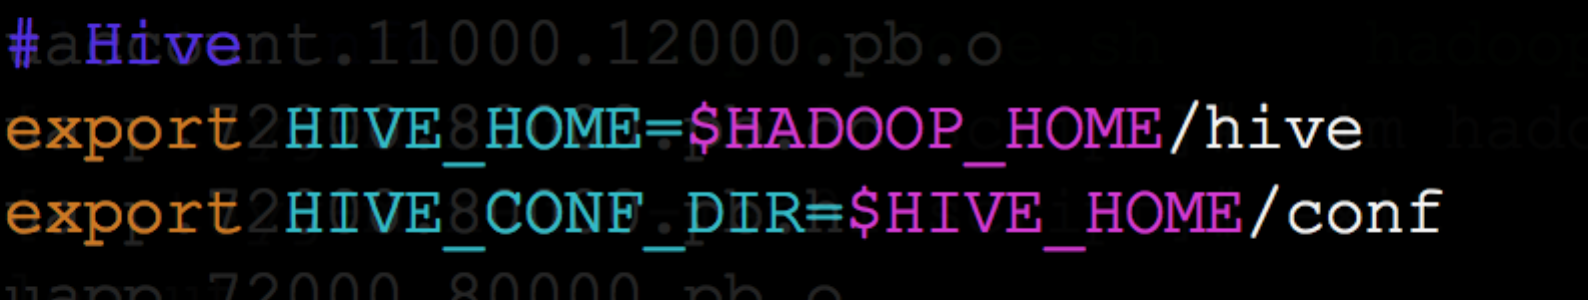 # Hive
export HIVE_HOME=$HADOOP_HOME/hive
export HIVE_CONF_DIR=$HIVE_HOME/conf